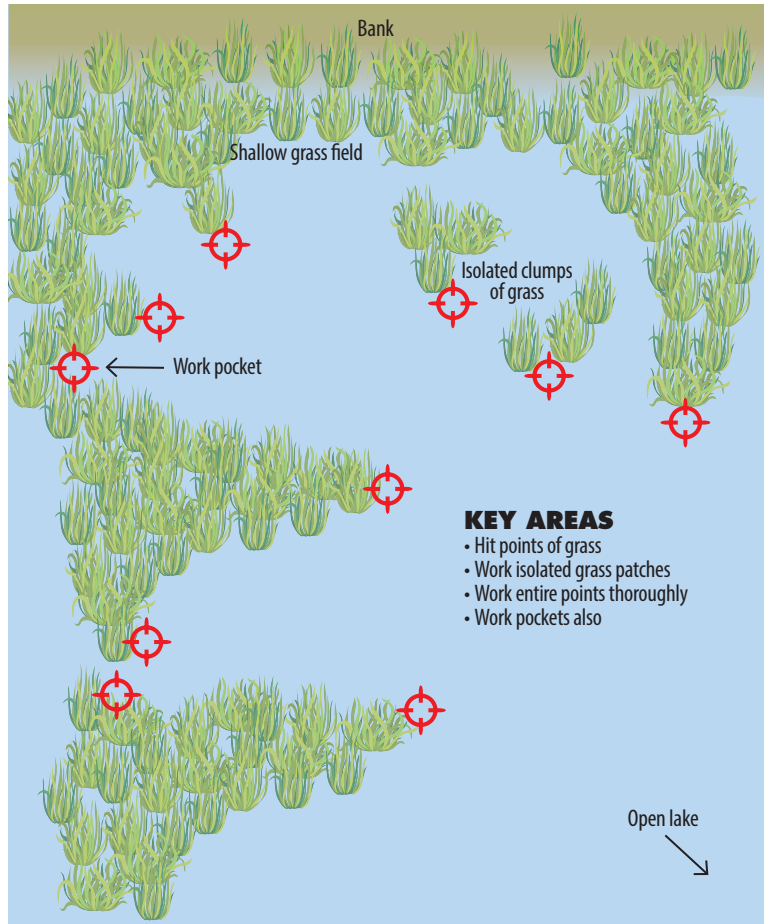 Bank
Shallow grass field
Isolated clumps
of grass
Work pocket
KEY AREAS
• Hit points of grass
• Work isolated grass patches
• Work entire points thoroughly
• Work pockets also
Open lake